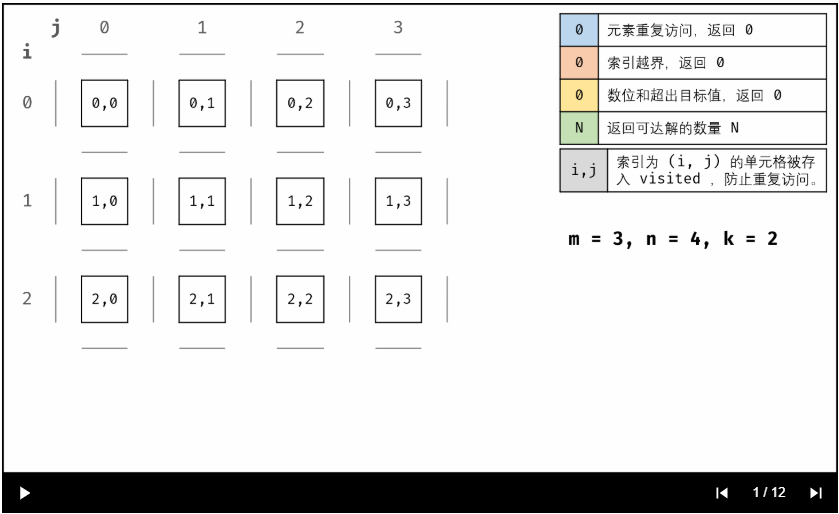 j 0 1 2 3
i
0 0,0 0,1 0,2 0,3
1 1,0 1,1 1,2 1,3
2 2,0 2,1 2,2 2,3
0 元素重复访问，返回 0
0 索引越界，返回 0
0 数位和超出目标值，返回 0
N 返回可达解的数量 N
i,j 索引为 (i, j) 的单元格被存
入 visited ，防止重复访问。
m = 3, n = 4, k = 2
1 / 12